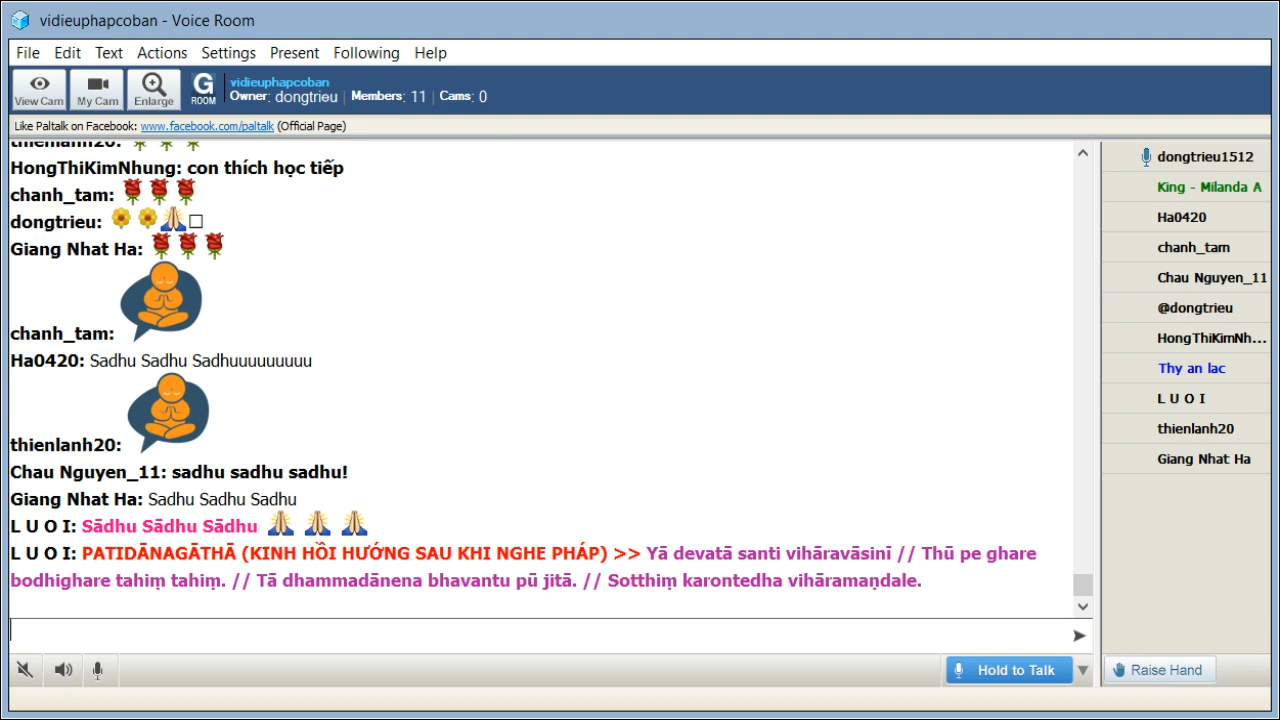 vidieuphapcoban - Voice Room
File Edit Text Actions Settings Present Following Help
View Cam My Cam Enlarge G ROOM
vidieuphapcoban
Owner: dongtrieu | Members: 11 | Cams: 0
Like Paltalk on Facebook: www.facebook.com/paltalk (Official Page)
thienlanh20:
HongThiKimNhung: con thích học tiếp
chanh_tam:
dongtrieu:
Giang Nhat Ha:
chanh_tam:
Ha0420: Sadhu Sadhu Sadhuuuuuuuuu
thienlanh20:
Chau Nguyen_11: sadhu sadhu sadhu!
Giang Nhat Ha: Sadhu Sadhu Sadhu
L U O I: Sādhu Sādhu Sādhu
L U O I: PATIDĀNAGĀTHĀ (KINH HỒI HƯỚNG SAU KHI NGHE PHÁP) >> Yā devatā santi vihāravāsinī // Thū pe ghare
bodhighare tahiṃ tahiṃ. // Tā dhammadānena bhavantu pū jitā. // Sotthiṃ karontedha vihāramaṇdale.
dongtrieu1512
King - Milanda A
Ha0420
chanh_tam
Chau Nguyen_11
@dongtrieu
HongThiKimNh...
Thy an lac
L U O I
thienlanh20
Giang Nhat Ha
Hold to Talk
Raise Hand